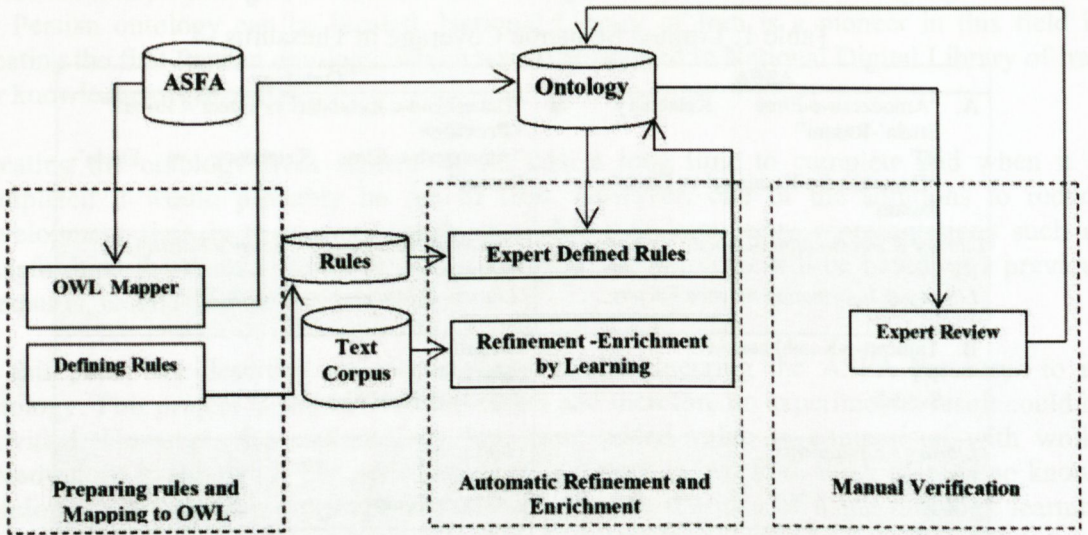 ASFA
Ontology
OWL Mapper
Rules
Expert Defined Rules
Defining Rules
Text
Corpus
Refinement -Enrichment
by Learning
Expert Review
Preparing rules and
Mapping to OWL
Automatic Refinement and
Enrichment
Manual Verification